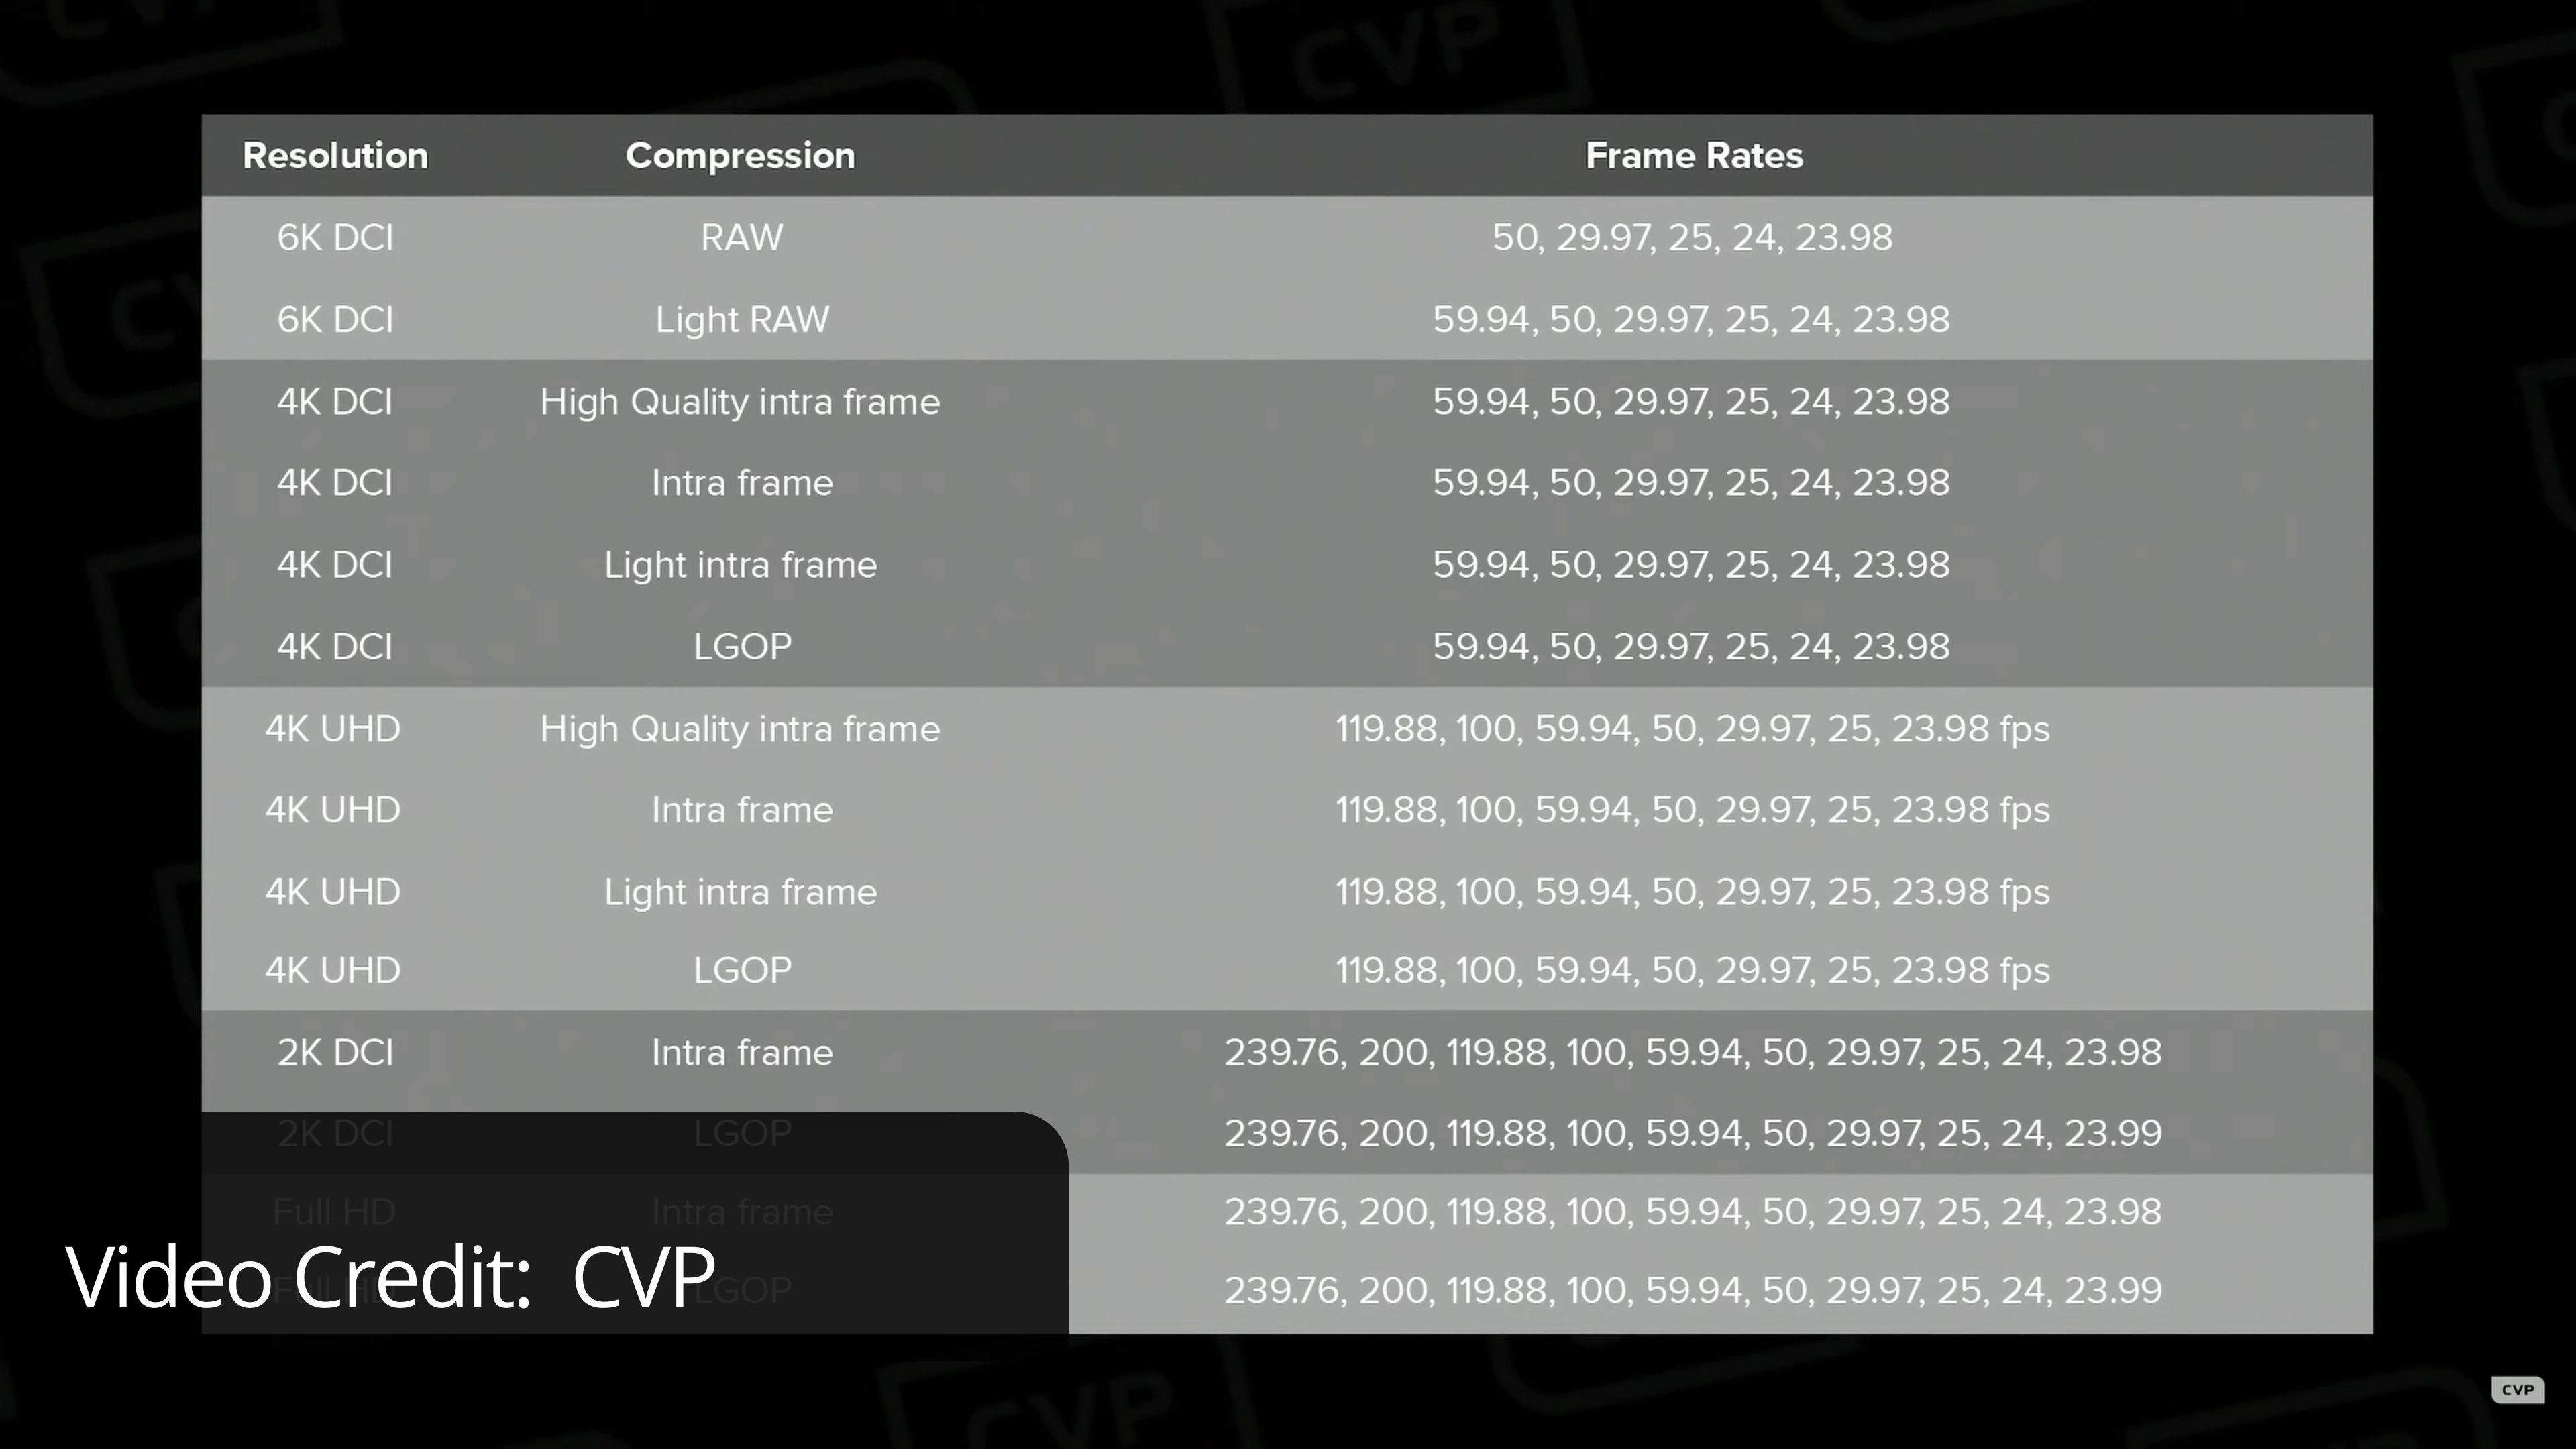 Resolution Compression Frame Rates
6K DCI RAW 50, 29.97, 25, 24, 23.98
6K DCI Light RAW 59.94, 50, 29.97, 25, 24, 23.98
4K DCI High Quality intra frame 59.94, 50, 29.97, 25, 24, 23.98
4K DCI Intra frame 59.94, 50, 29.97, 25, 24, 23.98
4K DCI Light intra frame 59.94, 50, 29.97, 25, 24, 23.98
4K DCI LGOP 59.94, 50, 29.97, 25, 24, 23.98
4K UHD High Quality intra frame 119.88, 100, 59.94, 50, 29.97, 25, 23.98 fps
4K UHD Intra frame 119.88, 100, 59.94, 50, 29.97, 25, 23.98 fps
4K UHD Light intra frame 119.88, 100, 59.94, 50, 29.97, 25, 23.98 fps
4K UHD LGOP 119.88, 100, 59.94, 50, 29.97, 25, 23.98 fps
2K DCI Intra frame 239.76, 200, 119.88, 100, 59.94, 50, 29.97, 25, 24, 23.98
2K DCI LGOP 239.76, 200, 119.88, 100, 59.94, 50, 29.97, 25, 24, 23.99
Full HD Intra frame 239.76, 200, 119.88, 100, 59.94, 50, 29.97, 25, 24, 23.98
Full HD LGOP 239.76, 200, 119.88, 100, 59.94, 50, 29.97, 25, 24, 23.99
Video Credit: CVP
CVP
CVP
CVP